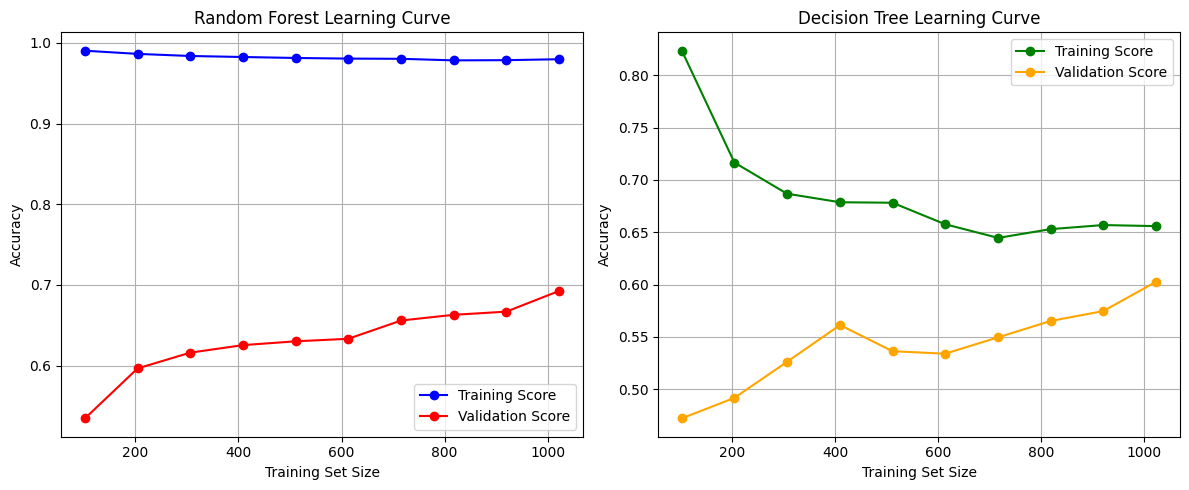 Random Forest Learning Curve
1.0
0.9
0.8
0.7
0.6
Accuracy
200 400 600 800 1000
Training Set Size
Training Score
Validation Score
Decision Tree Learning Curve
0.80
0.75
0.70
0.65
0.60
0.55
0.50
Accuracy
200 400 600 800 1000
Training Set Size
Training Score
Validation Score